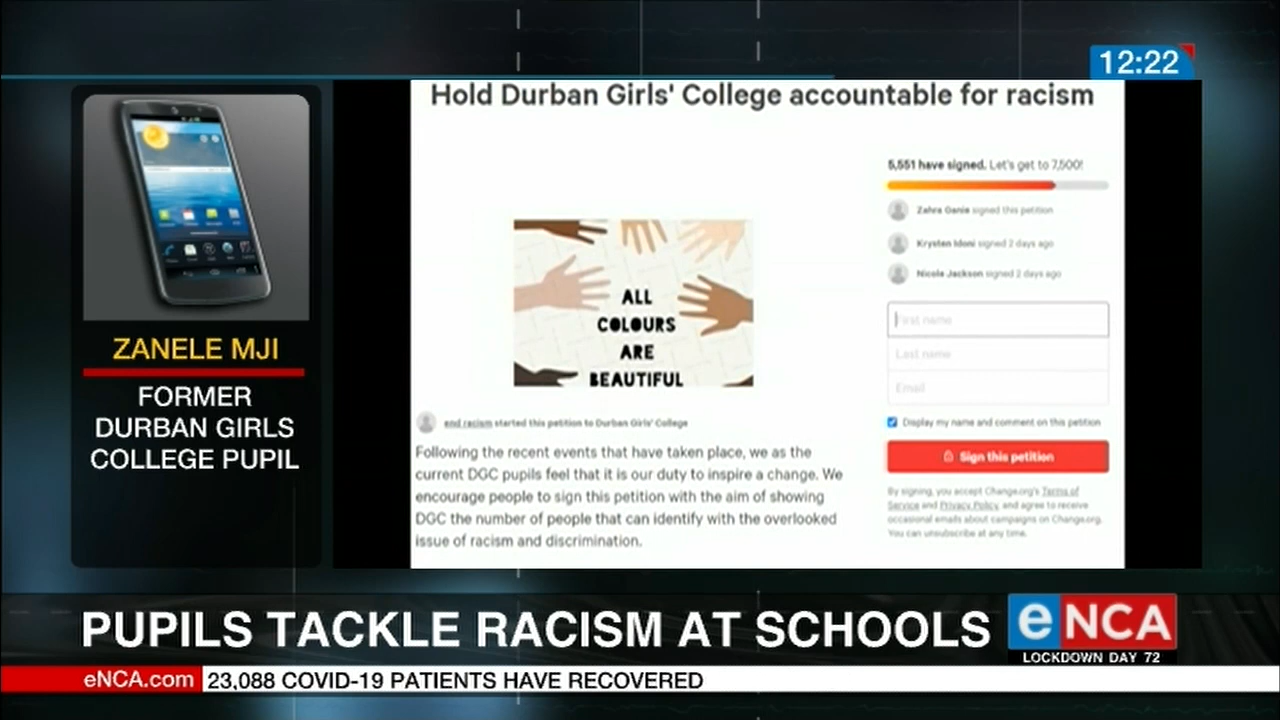 12:22
ZANELE MJI
FORMER
DURBAN GIRLS
COLLEGE PUPIL
Hold Durban Girls' College accountable for racism
5,551 have signed. Let's get to 7,500!
Zahra Ganie signed this petition
Krysten Idoni signed 2 days ago
Nicole Jackson signed 2 days ago
First name
Last name
Email
Display my name and comment on this petition
Sign this petition
By signing, you accept Change.org's Terms of
Service and Privacy Policy, and agree to receive
occasional emails about campaigns on Change.org.
You can unsubscribe at any time.
ALL
COLOURS
ARE
BEAUTIFUL
end racism started this petition to Durban Girls' College
Following the recent events that have taken place, we as the
current DGC pupils feel that it is our duty to inspire a change. We
encourage people to sign this petition with the aim of showing
DGC the number of people that can identify with the overlooked
issue of racism and discrimination.
PUPILS TACKLE RACISM AT SCHOOLS
eNCA
LOCKDOWN DAY 72
eNCA.com
23,088 COVID-19 PATIENTS HAVE RECOVERED